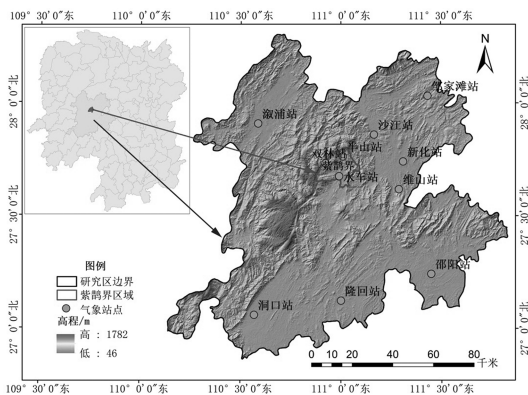 109° 30′ 0″东
110° 0′ 0″东
110° 30′ 0″东
111° 0′ 0″东
111° 30′ 0″东
28° 0′ 0″北
27° 30′ 0″北
27° 0′ 0″北
N
28° 0′ 0″北
27° 30′ 0″北
27° 0′ 0″北
溆浦站
沙江站
半山站
双林站
紫鹊界
水车站
新化站
维山站
邵阳站
隆回站
洞口站
图例
研究区边界
紫鹊界区域
气象站点
高程/m
高 : 1782
低 : 46
0 10 20 40 60 80
千米
109° 30′ 0″东
110° 0′ 0″东
110° 30′ 0″东
111° 0′ 0″东
111° 30′ 0″东